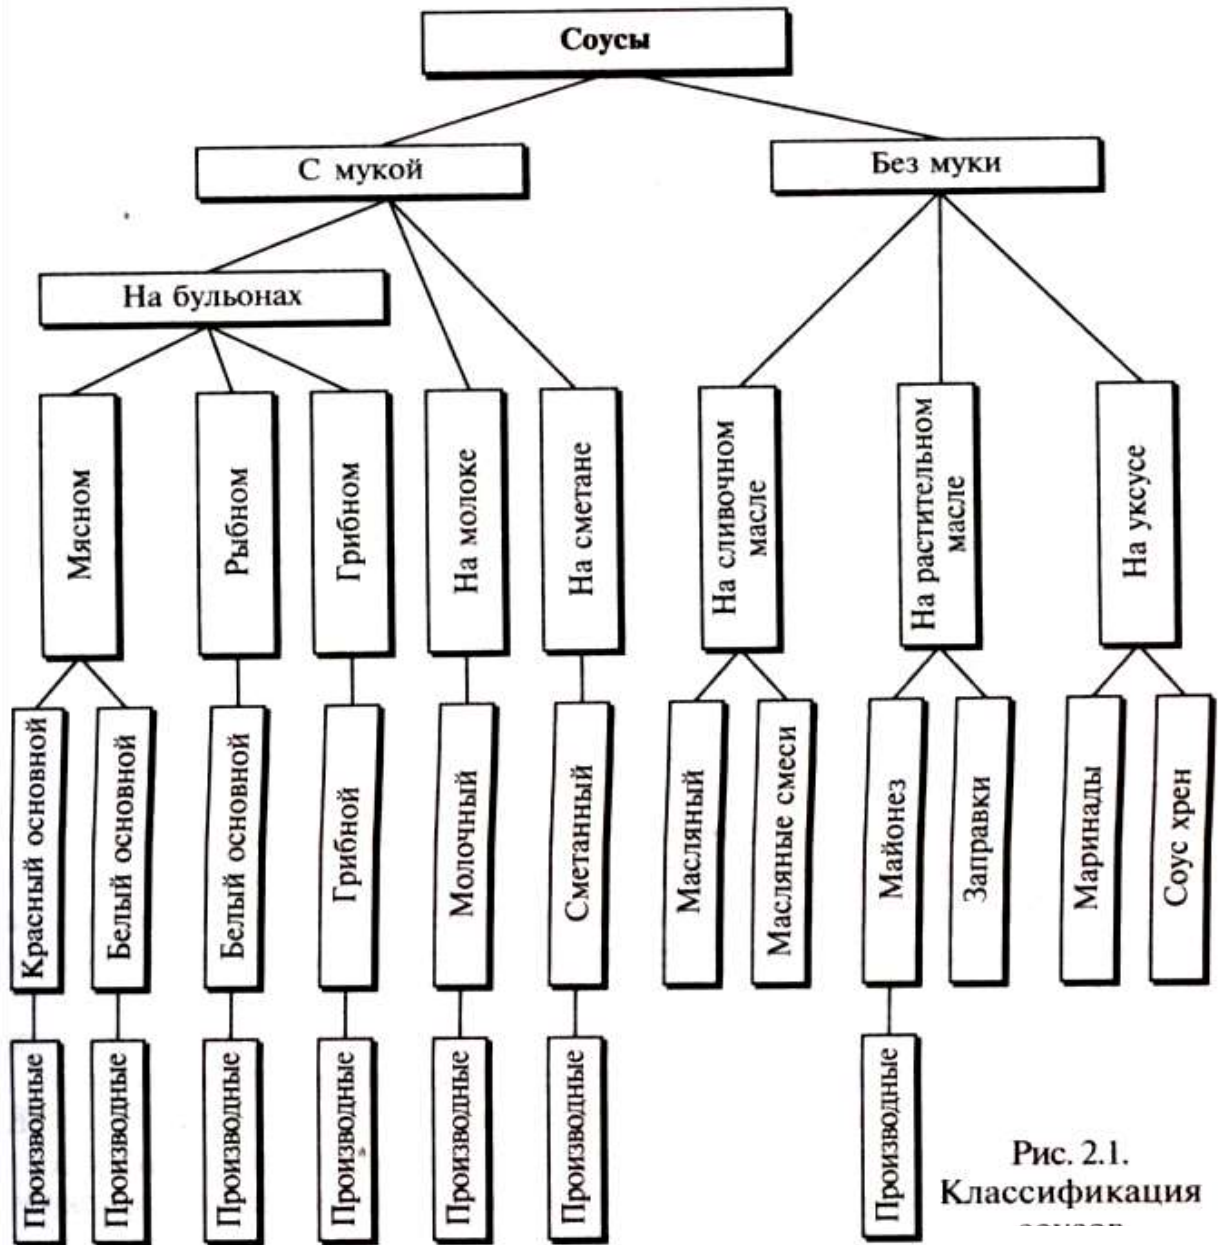 Соусы
С мукой
Без муки
На бульонах
Мясном
Рыбном
Грибном
На молоке
На сметане
На сливочном
масле
На растительном
масле
На уксусе
Красный основной
Белый основной
Белый основной
Грибной
Молочный
Сметанный
Масляный
Масляные смеси
Майонез
Заправки
Маринады
Соус хрен
Производные
Производные
Производные
Производные
Производные
Производные
Производные
Рис. 2.1.
Классификация